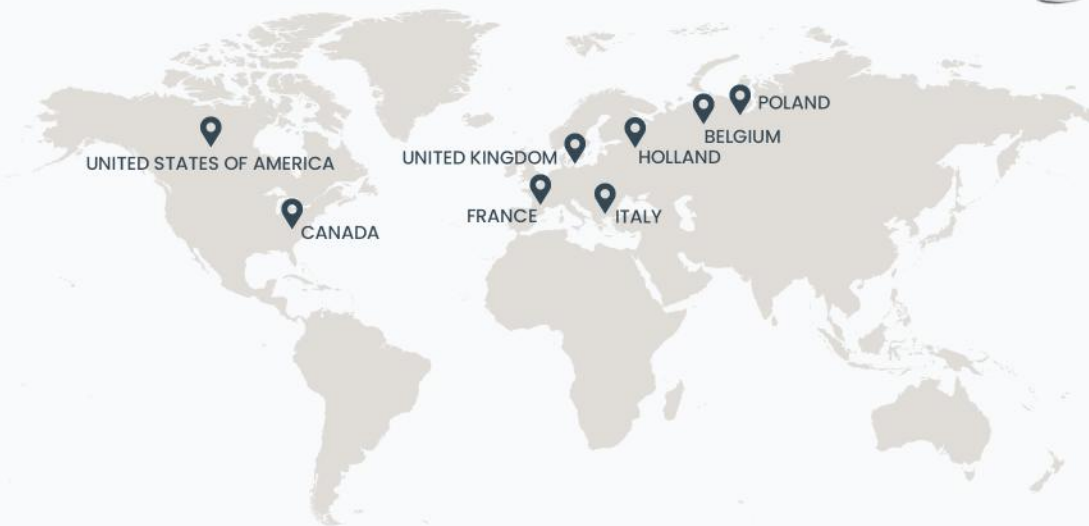 POLAND
BELGIUM
HOLLAND
UNITED KINGDOM
UNITED STATES OF AMERICA
FRANCE
ITALY
CANADA